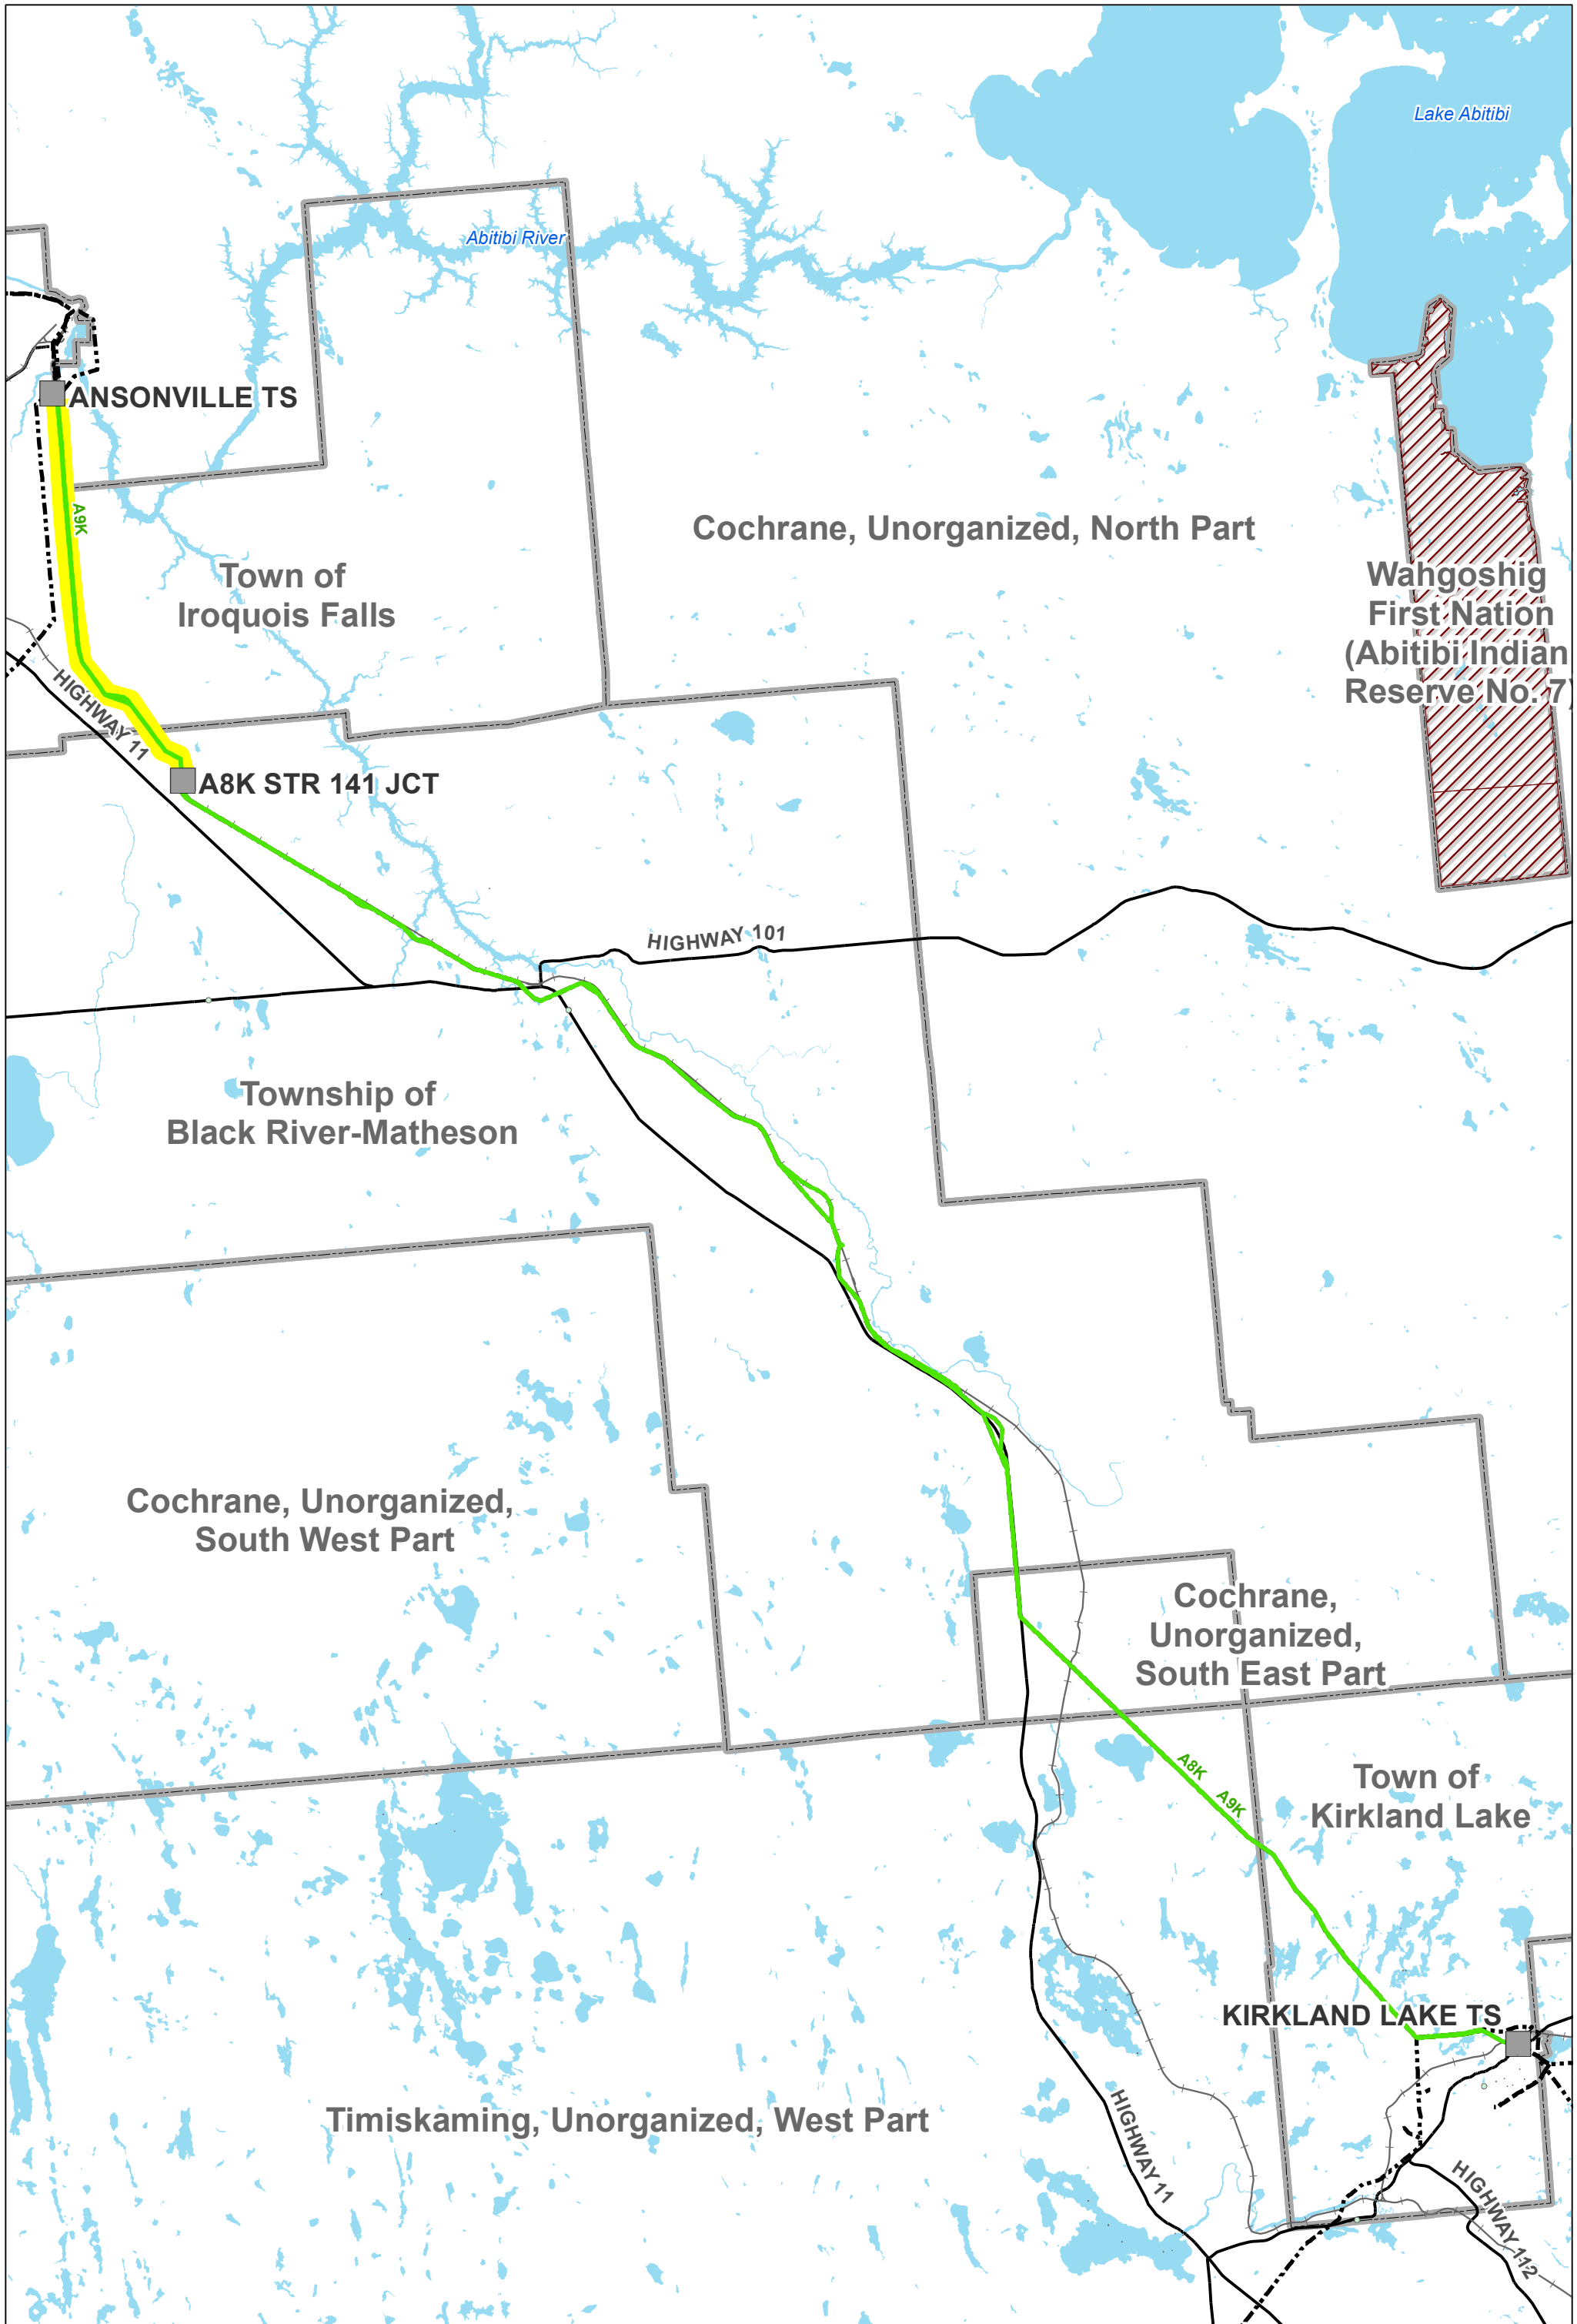 Lake Abitibi
Abitibi River
ANSONVILLE TS
A9K
Cochrane, Unorganized, North Part
Town of
Iroquois Falls
Wahgoshig
First Nation
(Abitibi Indian
Reserve No. 7)
HIGHWAY 11
A8K STR 141 JCT
HIGHWAY 101
Township of
Black River-Matheson
Cochrane, Unorganized,
South West Part
Cochrane,
Unorganized,
South East Part
A8K
A9K
Town of
Kirkland Lake
KIRKLAND LAKE TS
Timiskaming, Unorganized, West Part
HIGHWAY 11
HIGHWAY 112